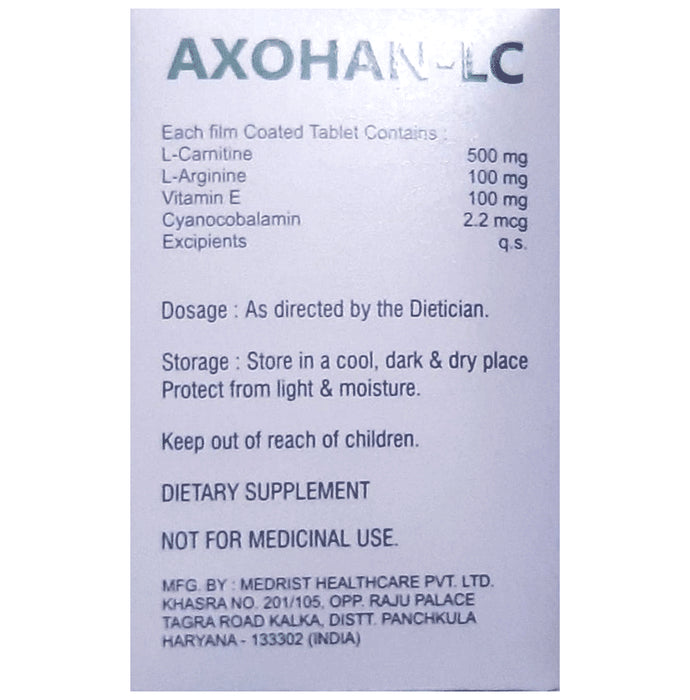 AXOHAN-LC
Each film Coated Tablet Contains :
L-Carnitine 500 mg
L-Arginine 100 mg
Vitamin E 100 mg
Cyanocobalamin 2.2 mcg
Excipients q.s.
Dosage : As directed by the Dietician.
Storage : Store in a cool, dark & dry place
Protect from light & moisture.
Keep out of reach of children.
DIETARY SUPPLEMENT
NOT FOR MEDICINAL USE.
MFG. BY : MEDRIST HEALTHCARE PVT. LTD.
KHASRA NO. 201/105, OPP. RAJU PALACE
TAGRA ROAD KALKA, DISTT. PANCHKULA
HARYANA - 133302 (INDIA)